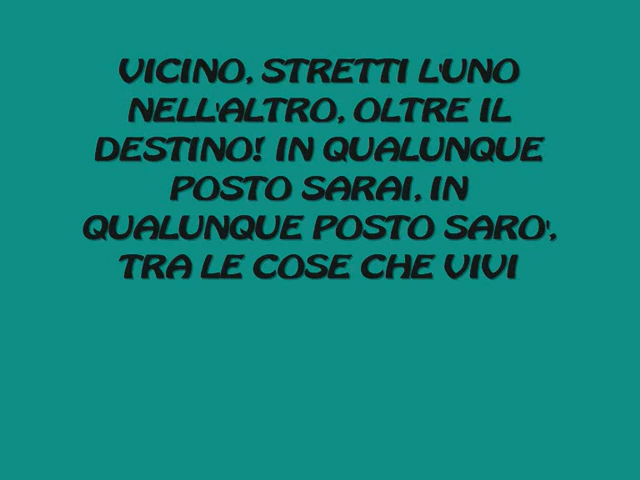 VICINO, STRETTI L'UNO
NELL'ALTRO, OLTRE IL
DESTINO! IN QUALUNQUE
POSTO SARAI, IN
QUALUNQUE POSTO SARO',
TRA LE COSE CHE VIVI